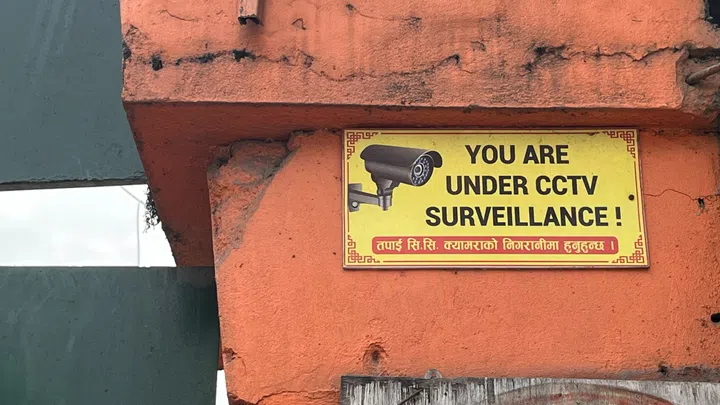 YOU ARE
UNDER CCTV
SURVEILLANCE !
तपाई सि.सि. क्यामराको निगरानीमा हुनुहुन्छ ।